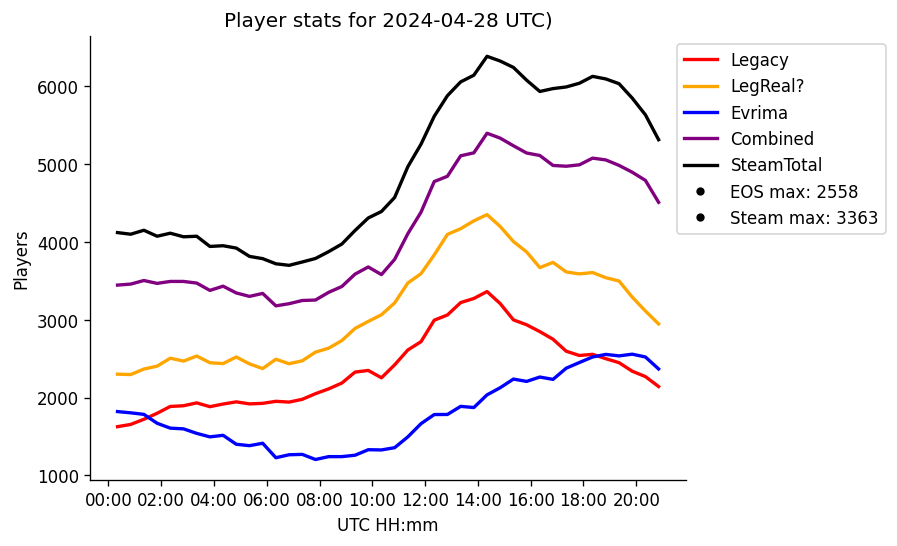 Player stats for 2024-04-28 UTC)
Legacy
LegReal?
Evrima
Combined
SteamTotal
EOS max: 2558
Steam max: 3363
Players
6000
5000
4000
3000
2000
1000
00:00 02:00 04:00 06:00 08:00 10:00 12:00 14:00 16:00 18:00 20:00
UTC HH:mm